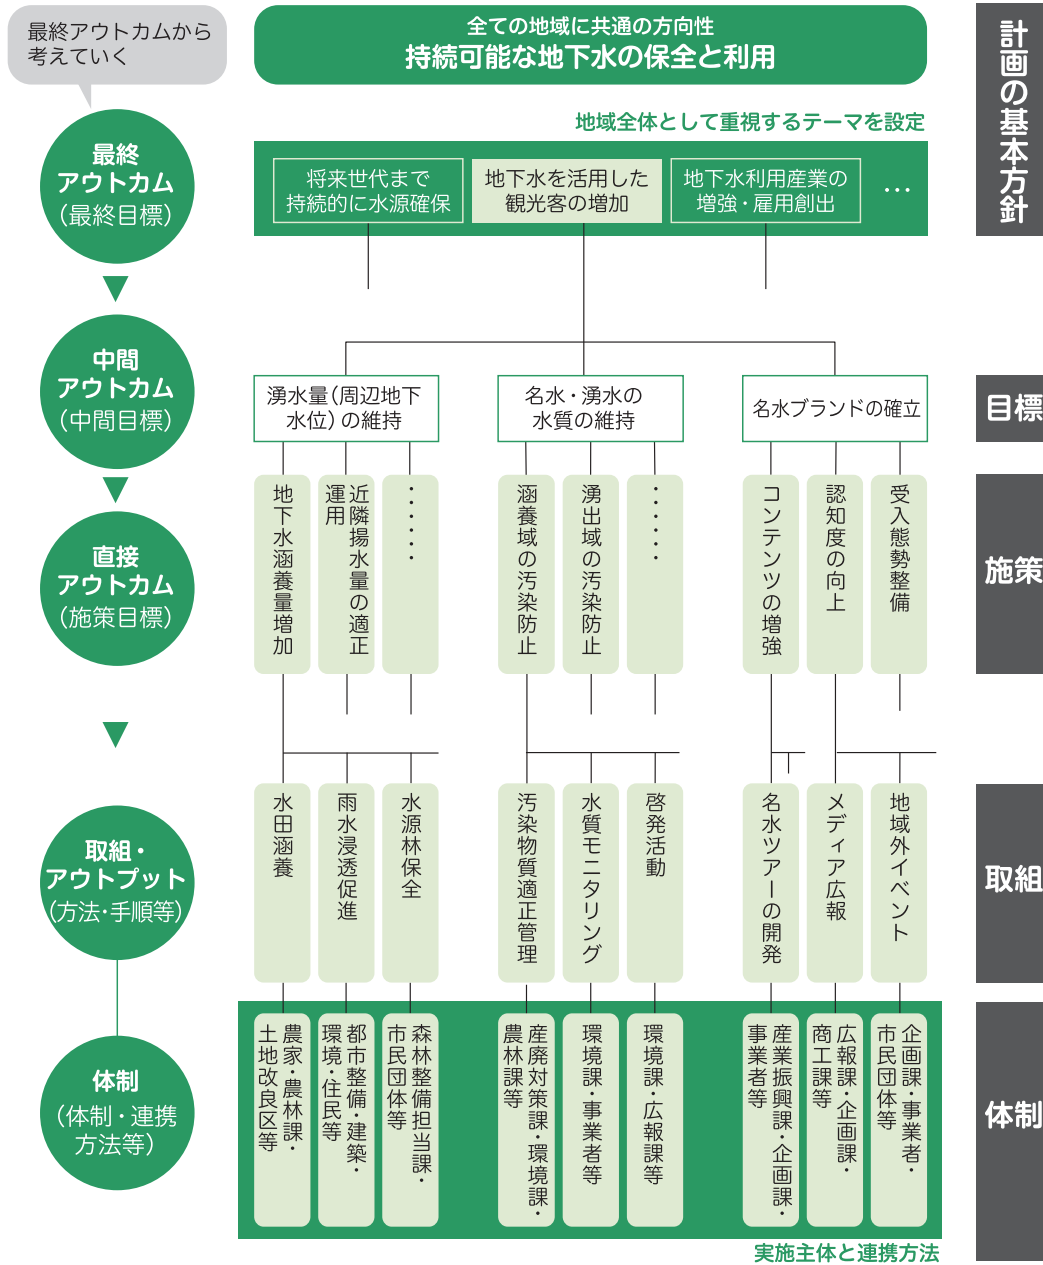 最終アウトカムから
考えていく
全ての地域に共通の方向性
持続可能な地下水の保全と利用
計画の基本方針
地域全体として重視するテーマを設定
最終
アウトカム
（最終目標）
将来世代まで
持続的に水源確保
地下水を活用した
観光客の増加
地下水利用産業の
増強・雇用創出
…
中間
アウトカム
（中間目標）
湧水量（周辺地下
水位）の維持
名水・湧水の
水質の維持
名水ブランドの確立
目標
直接
アウトカム
（施策目標）
地下水涵養量増加
近隣揚水量の適正
運用
・・・・・・
涵養域の汚染防止
湧出域の汚染防止
・・・・・・
コンテンツの増強
認知度の向上
受入態勢整備
施策
取組・
アウトプット
（方法・手順等）
水田涵養
雨水浸透促進
水源林保全
汚染物質適正管理
水質モニタリング
啓発活動
名水ツアーの開発
メディア広報
地域外イベント
取組
体制
（体制・連携
方法等）
農家・農林課・
土地改良区等
都市整備・建築・
環境・住民等
森林整備担当課・
市民団体等
産廃対策課・環境課・
農林課等
環境課・事業者等
環境課・広報課等
産業振興課・企画課・
事業者等
広報課・企画課・
商工課等
企画課・事業者・
市民団体等
体制
実施主体と連携方法